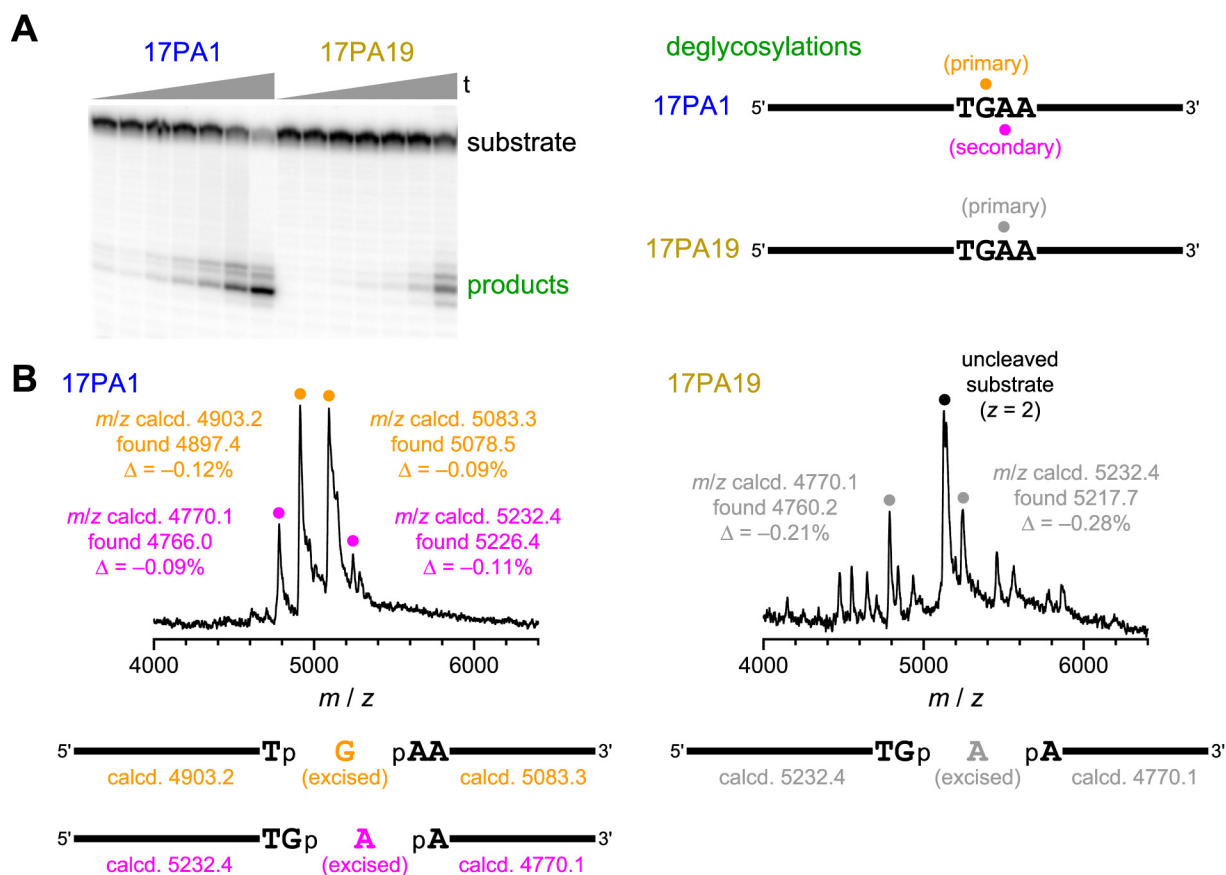 A
17PA1
17PA19
t
substrate
products
deglycosylations
(primary)
17PA1
5'
TGAA
3'
(secondary)
(primary)
17PA19
5'
TGAA
3'
B
17PA1
m/z calcd. 4903.2
found 4897.4
Δ = –0.12%
m/z calcd. 5083.3
found 5078.5
Δ = –0.09%
m/z calcd. 4770.1
found 4766.0
Δ = –0.09%
m/z calcd. 5232.4
found 5226.4
Δ = –0.11%
4000
5000
6000
m / z
5'
Tp
G
pAA
3'
calcd. 4903.2
(excised)
calcd. 5083.3
5'
TGp
A
pA
3'
calcd. 5232.4
(excised)
calcd. 4770.1
17PA19
uncleaved
substrate
(z = 2)
m/z calcd. 4770.1
found 4760.2
Δ = –0.21%
m/z calcd. 5232.4
found 5217.7
Δ = –0.28%
4000
5000
6000
m / z
5'
TGp
A
pA
3'
calcd. 5232.4
(excised)
calcd. 4770.1